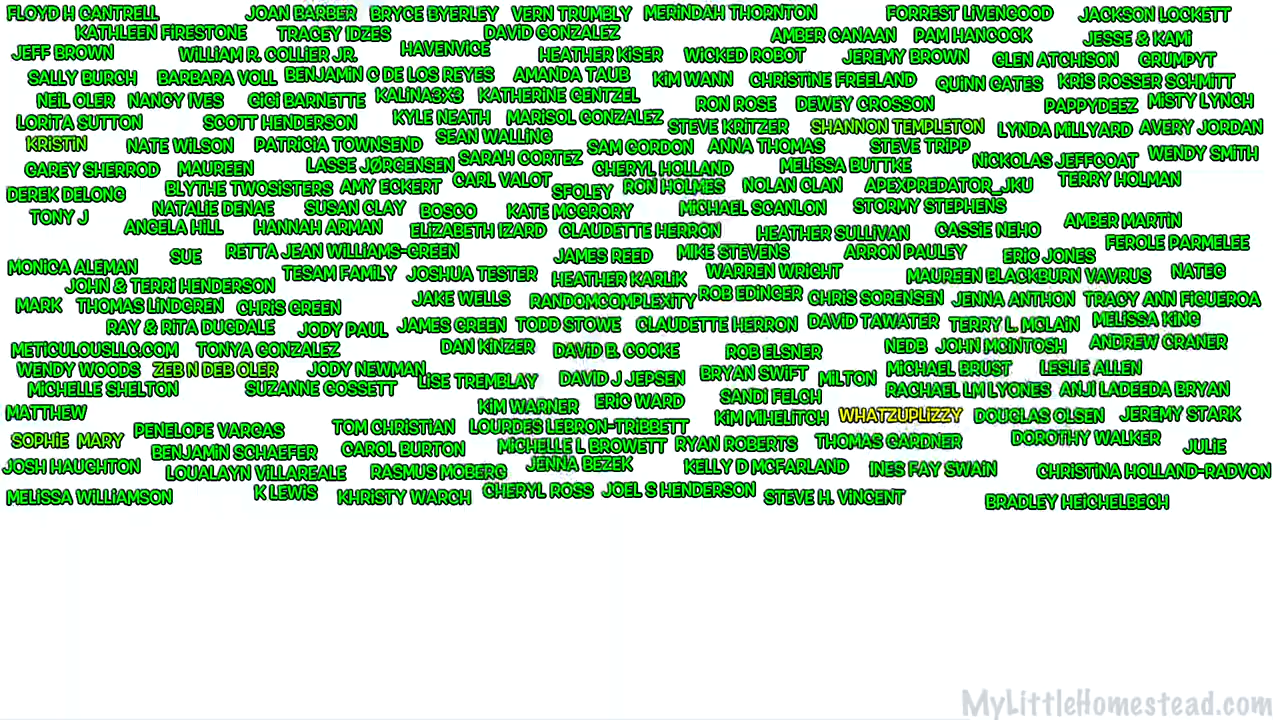 FLOYD H CANTRELL JOAN BARBER BRYCE BYERLEY VERN TRUMBLY MERiNDAH THORNTON FORREST LiVENGOOD JACKSON LOCKETT
KATHLEEN FIRESTONE TRACEY IDZES DAViD GONZALEZ AMBER CANAAN PAM HANCOCK JESSE & KAMi
JEFF BROWN WiLLiAM R. COLLiER JR. HAVENViCE HEATHER KiSER WiCKED ROBOT JEREMY BROWN GLEN ATCHiSON GRUMPYT
SALLY BURCH BARBARA VOLL BENJAMiN C DE LOS REYES AMANDA TAUB KiM WANN CHRiSTiNE FREELAND QUiNN GATES KRiS ROSSER SCHMiTT
NEiL OLER NANCY IVES GiGi BARNETTE KALiNA3X3 KATHERiNE GENTZEL RON ROSE DEWEY CROSSON PAPPYDEEZ MiSTY LYNCH
LORiTA SUTTON SCOTT HENDERSON KYLE NEATH MARiSOL GONZALEZ STEVE KRiTZER SHANNON TEMPLETON LYNDA MiLLYARD AVERY JORDAN
KRiSTiN NATE WiLSON PATRiCiA TOWNSEND SEAN WALLiNG SAM GORDON ANNA THOMAS STEVE TRiPP WENDY SMiTH
CAREY SHERROD MAUREEN LASSE JØRGENSEN SARAH CORTEZ CHERYL HOLLAND MELiSSA BUTTKE NiCKOLAS JEFFCOAT
DEREK DELONG BLYTHE TWOSiSTERS AMY ECKERT CARL VALOT SFOLEY RON HOLMES NOLAN CLAN APEXPREDATOR_JKU TERRY HOLMAN
TONY J NATALiE DENAE SUSAN CLAY BOSCO KATE MCGRORY MiCHAEL SCANLON STORMY STEPHENS AMBER MARTiN
ANGELA HiLL HANNAH ARMAN ELiZABETH IZARD CLAUDETTE HERRON HEATHER SULLiVAN CASSiE NEHO FEROLE PARMELEE
MONiCA ALEMAN SUE RETTA JEAN WiLLiAMS-GREEN JAMES REED MiKE STEVENS ARRON PAULEY ERiC JONES
JOHN & TERRi HENDERSON TESAM FAMiLY JOSHUA TESTER HEATHER KARLiK WARREN WRiGHT MAUREEN BLACKBURN VAVRUS NATEG
MARK THOMAS LiNDGREN CHRiS GREEN JAKE WELLS RANDOMCOMPLEXiTY ROB EDiNGER CHRiS SORENSEN JENNA ANTHON TRACY ANN FiGUEROA
RAY & RiTA DUGDALE JODY PAUL JAMES GREEN TODD STOWE CLAUDETTE HERRON DAViD TAWATER TERRY L. MCLAiN MELiSSA KiNG
METiCULOUSLLC.COM TONYA GONZALEZ DAN KiNZER DAViD B. COOKE ROB ELSNER NEDB JOHN MCiNTOSH ANDREW CRANER
WENDY WOODS ZEB N DEB OLER JODY NEWMAN LiSE TREMBLAY DAViD J JEPSEN BRYAN SWiFT MiLTON MiCHAEL BRUST LESLiE ALLEN
MiCHELLE SHELTON SUZANNE GOSSETT KiM WARNER ERiC WARD SANDi FELCH RACHAEL LM LYONES ANJi LADEEDA BRYAN
MATTHEW TOM CHRiSTiAN LOURDES LEBRON-TRiBBETT KiM MiHELiTCH WHATZUPLiZZY DOUGLAS OLSEN JEREMY STARK
SOPHiE MARY PENELOPE VARGAS CAROL BURTON MiCHELLE L BROWETT RYAN ROBERTS THOMAS GARDNER DOROTHY WALKER JULiE
JOSH HAUGHTON BENJAMiN SCHAEFER LOUALAYN ViLLAREALE RASMUS MOBERG JENNA BEZEK KELLY D MCFARLAND INES FAY SWAiN CHRiSTiNA HOLLAND-RADVON
MELiSSA WiLLiAMSON K LEWiS KHRiSTY WARCH CHERYL ROSS JOEL S HENDERSON STEVE H. ViNCENT BRADLEY HEiCHELBECH
MyLittleHomestead.com